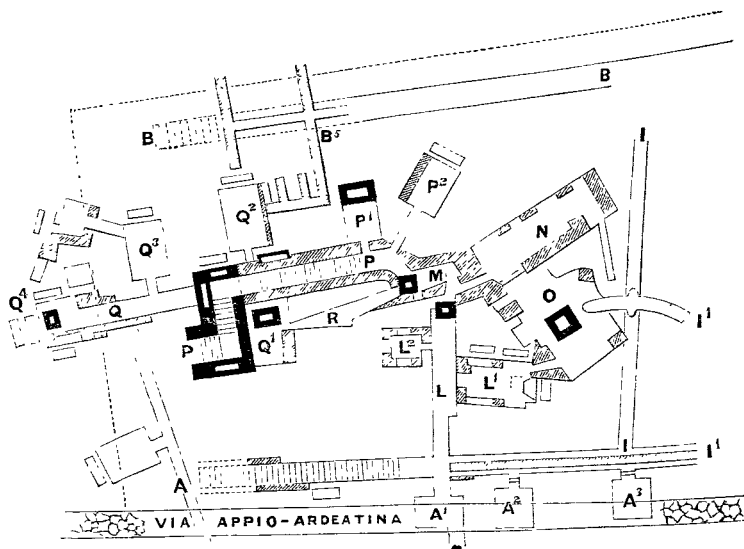 B
I
B
B⁵
P²
Q²
P¹
N
Q³
P
M
Q⁴
Q
O
R
I¹
P
Q¹
L²
L¹
L
I
I¹
A
A¹
A²
A³
VIA APPIO-ARDEATINA